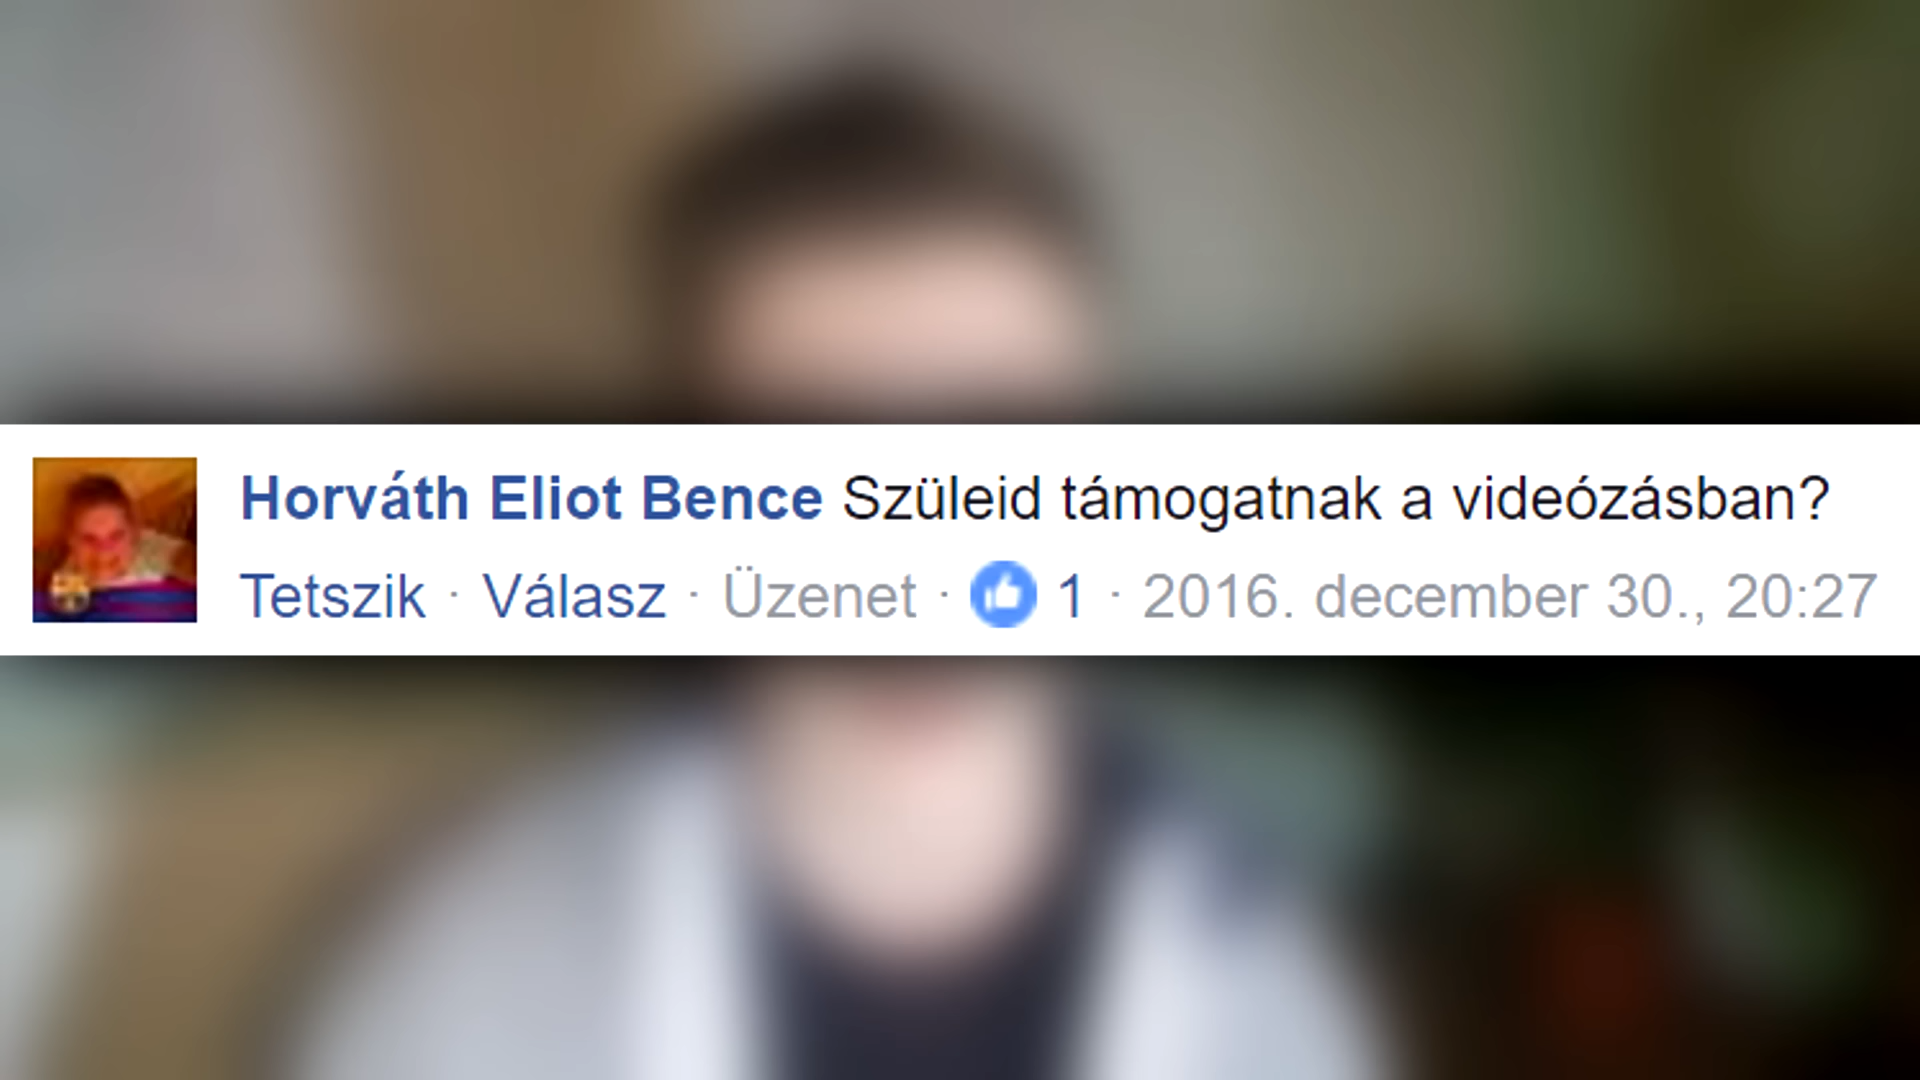 Horváth Eliot Bence Szüleid támogatnak a videózásban?
Tetszik · Válasz · Üzenet · 1 · 2016. december 30., 20:27